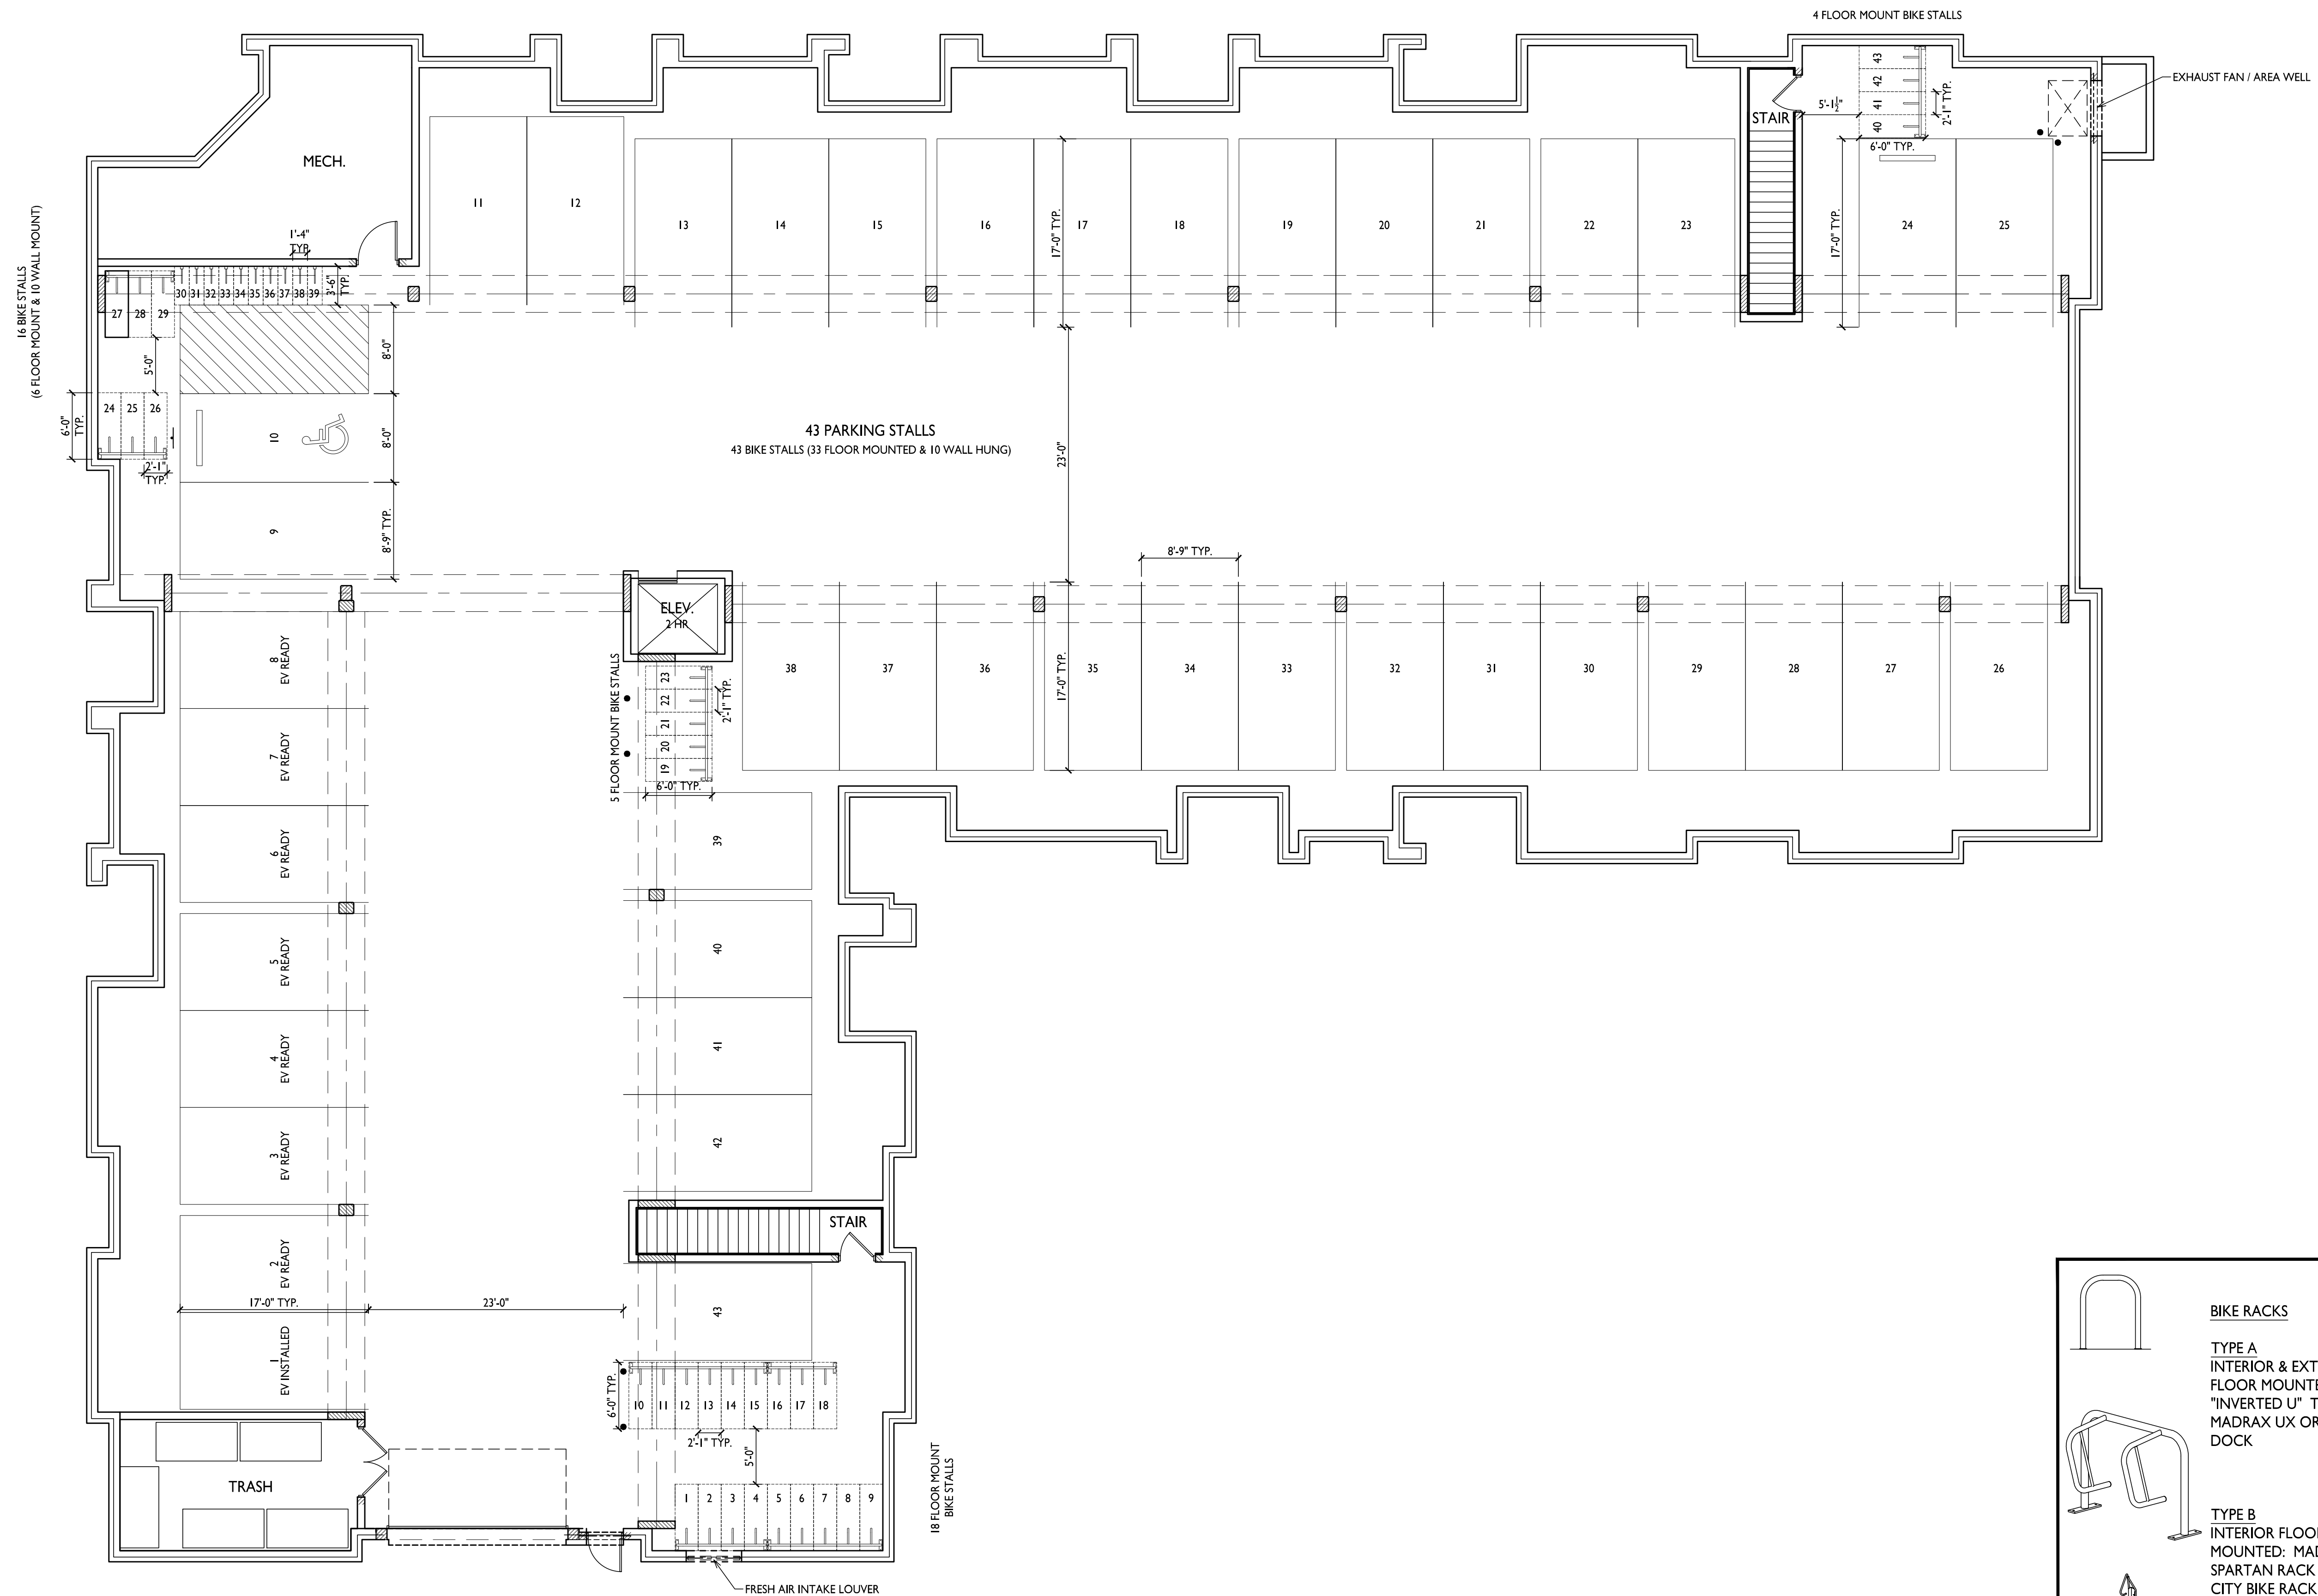 4 FLOOR MOUNT BIKE STALLS
EXHAUST FAN / AREA WELL
43
42
41
40
5'-1½"
2'-1" TYP.
6'-0" TYP.
STAIR
MECH.
16 BIKE STALLS
(6 FLOOR MOUNT & 10 WALL MOUNT)
11
12
13
14
15
16
17
18
19
20
21
22
23
24
25
17'-0" TYP.
17'-0" TYP.
1'-4"
TYP.
3'-6"
TYP.
30 31 32 33 34 35 36 37 38 39
27 28 29
5'-0"
8'-0"
24 25 26
6'-0"
TYP.
2'-1"
TYP.
10
8'-0"
9
8'-9" TYP.
43 PARKING STALLS
43 BIKE STALLS (33 FLOOR MOUNTED & 10 WALL HUNG)
23'-0"
8'-9" TYP.
ELEV.
2 HR
38
37
36
35
34
33
32
31
30
29
28
27
26
17'-0" TYP.
5 FLOOR MOUNT BIKE STALLS
23
22
21
20
19
2'-1" TYP.
6'-0" TYP.
8
EV READY
7
EV READY
6
EV READY
5
EV READY
4
EV READY
3
EV READY
2
EV READY
1
EV INSTALLED
17'-0" TYP.
23'-0"
39
40
41
42
STAIR
43
6'-0" TYP.
10 11 12 13 14 15 16 17 18
2'-1" TYP.
5'-0"
1 2 3 4 5 6 7 8 9
18 FLOOR MOUNT
BIKE STALLS
TRASH
FRESH AIR INTAKE LOUVER
BIKE RACKS
TYPE A
INTERIOR & EXT
FLOOR MOUNTE
"INVERTED U" T
MADRAX UX OR
DOCK
TYPE B
INTERIOR FLOO
MOUNTED: MAD
SPARTAN RACK
CITY BIKE RACK